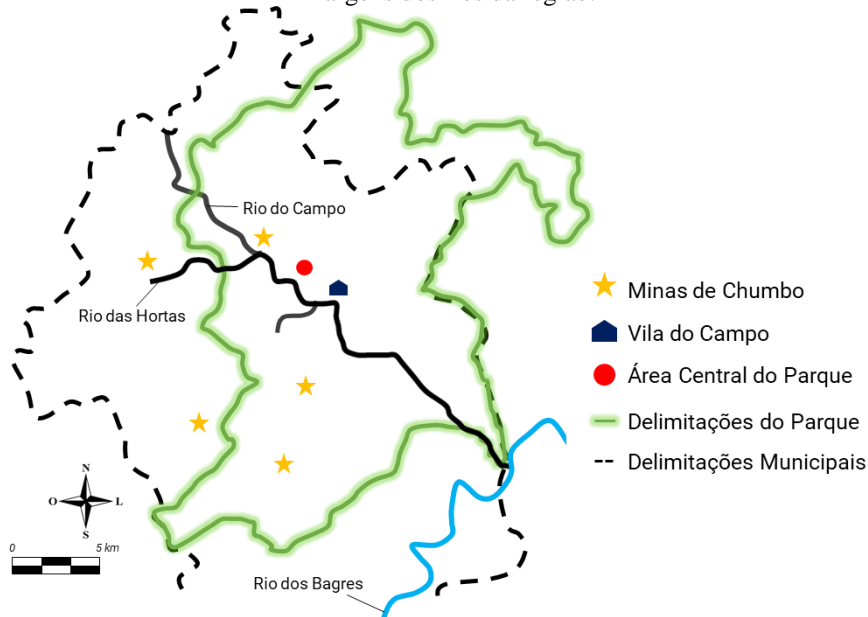 Rio do Campo
Rio das Hortas
Minas de Chumbo
Vila do Campo
Área Central do Parque
Delimitações do Parque
Delimitações Municipais
N
O L
S
0 5 km
Rio dos Bagres